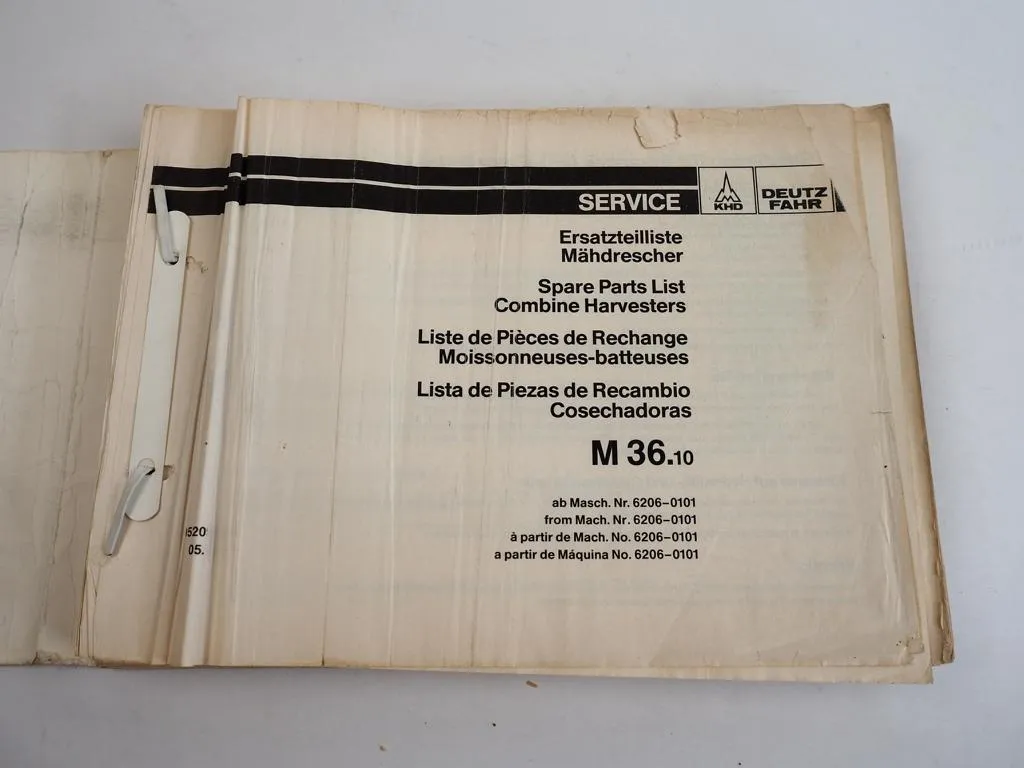 SERVICE
KHD
DEUTZ
FAHR
Ersatzteilliste
Mähdrescher
Spare Parts List
Combine Harvesters
Liste de Pièces de Rechange
Moissonneuses-batteuses
Lista de Piezas de Recambio
Cosechadoras
M 36.10
ab Masch. Nr. 6206–0101
from Mach. Nr. 6206–0101
à partir de Mach. No. 6206–0101
a partir de Máquina No. 6206–0101
05.